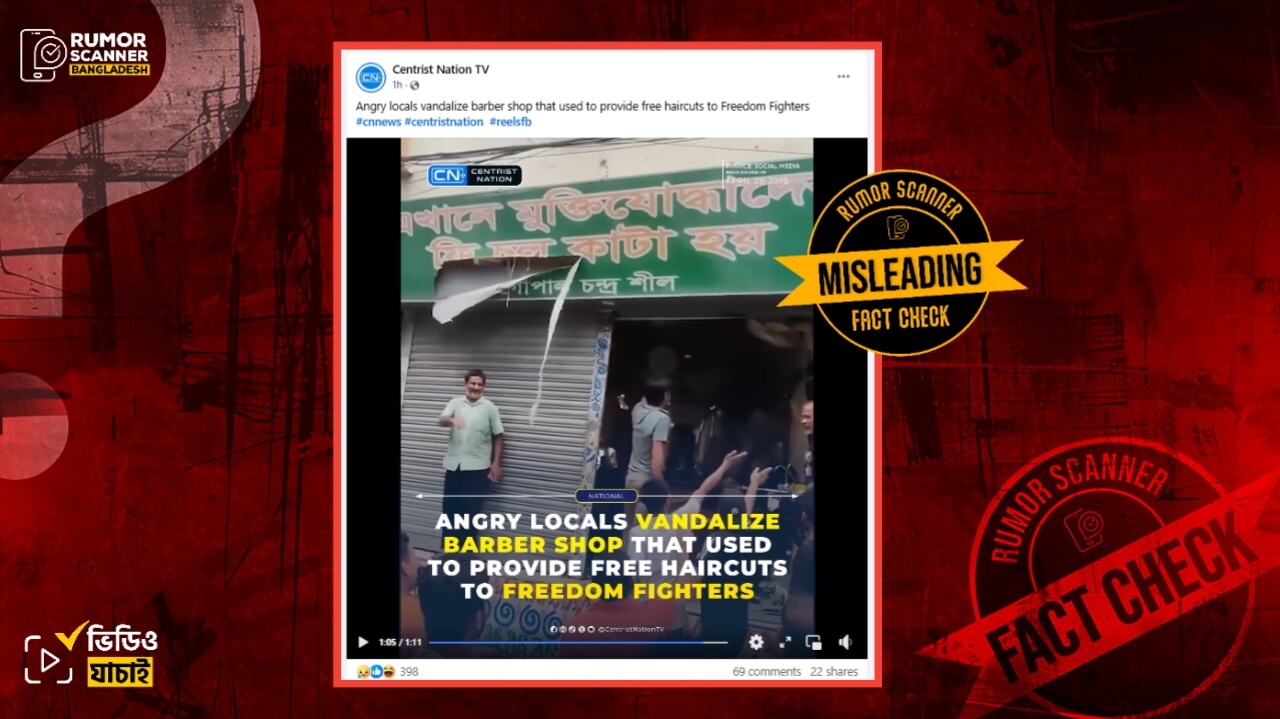 RUMOR
SCANNER
BANGLADESH
Centrist Nation TV
1h
Angry locals vandalize barber shop that used to provide free haircuts to Freedom Fighters
#cnnews #centristnation #reelsfb
CN
CENTRIST
NATION
SOURCE: SOCIAL MEDIA
এখানে মুক্তিযোদ্ধাদের
ফ্রি চুল কাটা হয়
গোপাল চন্দ্র শীল
NATIONAL
ANGRY LOCALS VANDALIZE
BARBER SHOP THAT USED
TO PROVIDE FREE HAIRCUTS
TO FREEDOM FIGHTERS
@CentristNationTV
1:05 / 1:11
398
69 comments 22 shares
RUMOR SCANNER
MISLEADING
FACT CHECK
RUMOR SCANNER
FACT CHECK
ভিডিও
যাচাই